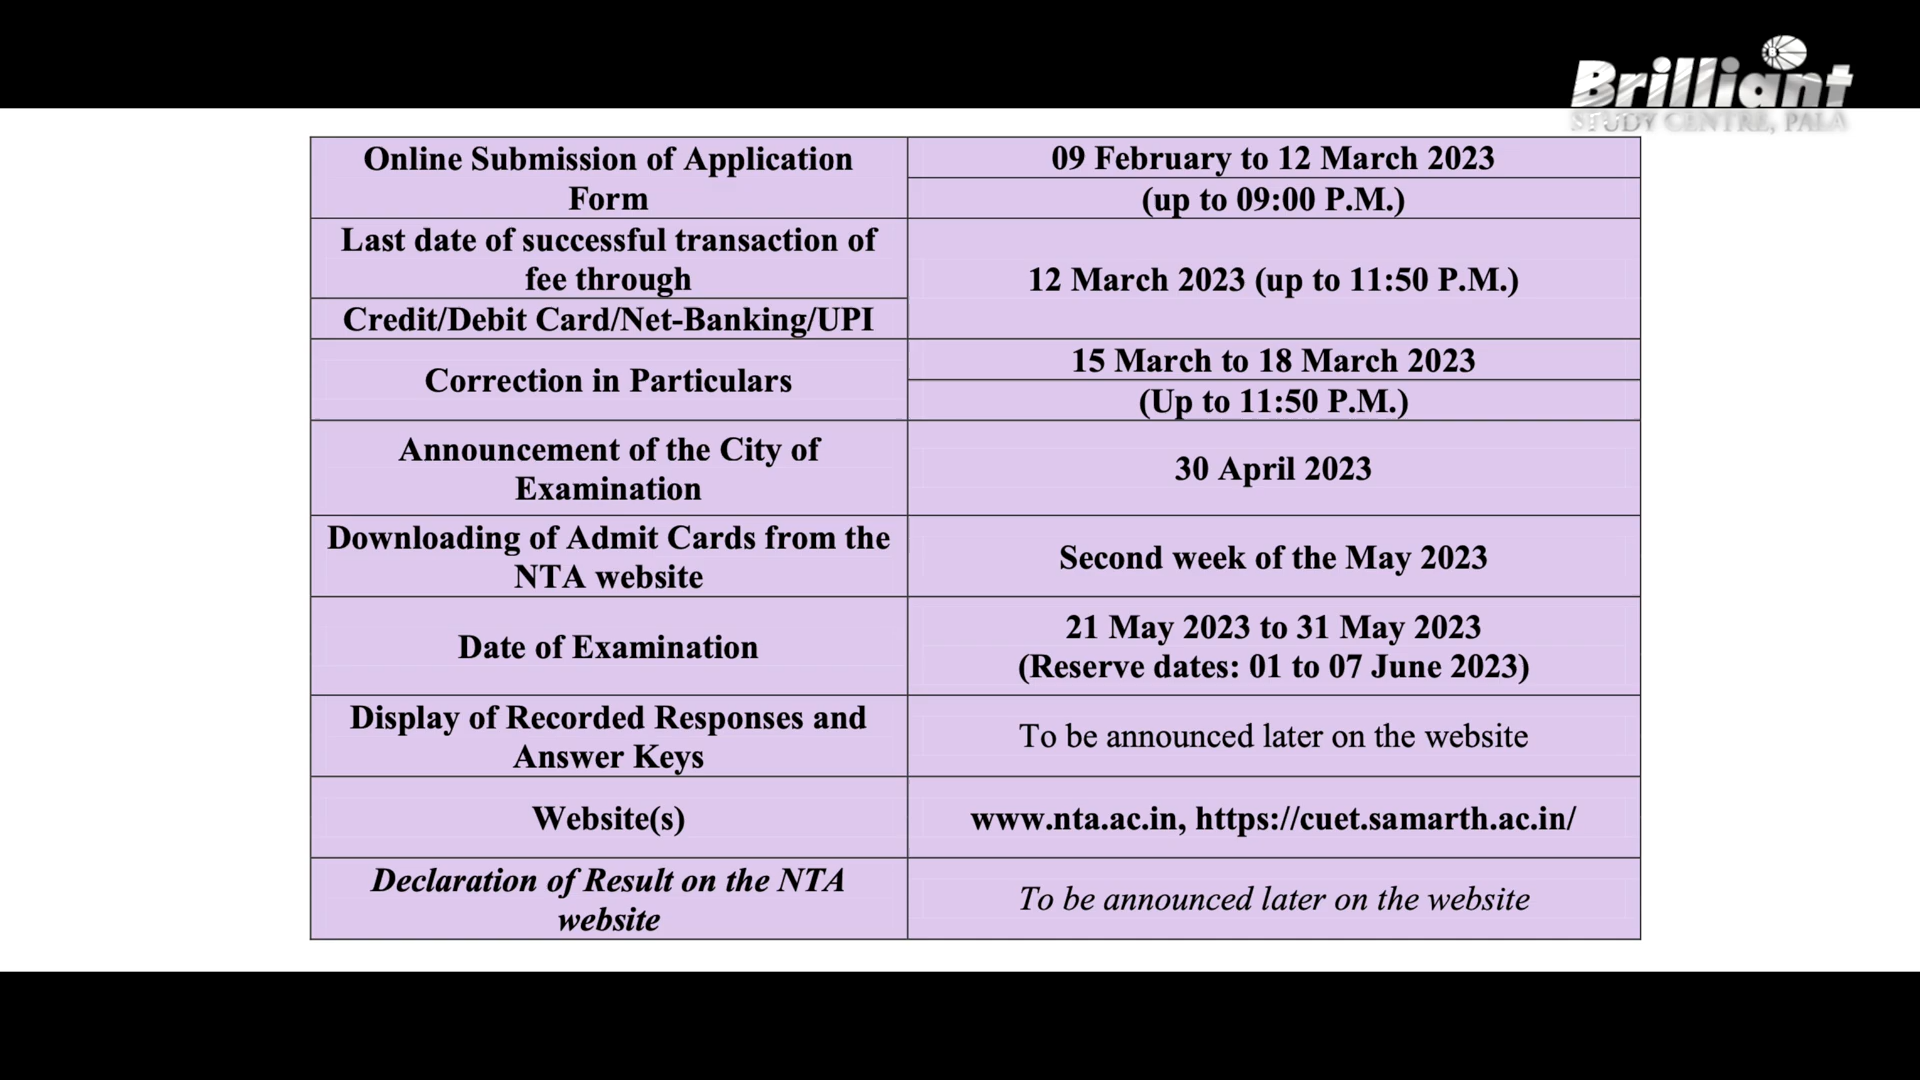 Brilliant
STUDY CENTRE, PALA
Online Submission of Application
Form
09 February to 12 March 2023
(up to 09:00 P.M.)
Last date of successful transaction of
fee through
Credit/Debit Card/Net-Banking/UPI
12 March 2023 (up to 11:50 P.M.)
Correction in Particulars
15 March to 18 March 2023
(Up to 11:50 P.M.)
Announcement of the City of
Examination
30 April 2023
Downloading of Admit Cards from the
NTA website
Second week of the May 2023
Date of Examination
21 May 2023 to 31 May 2023
(Reserve dates: 01 to 07 June 2023)
Display of Recorded Responses and
Answer Keys
To be announced later on the website
Website(s)
www.nta.ac.in, https://cuet.samarth.ac.in/
Declaration of Result on the NTA
website
To be announced later on the website